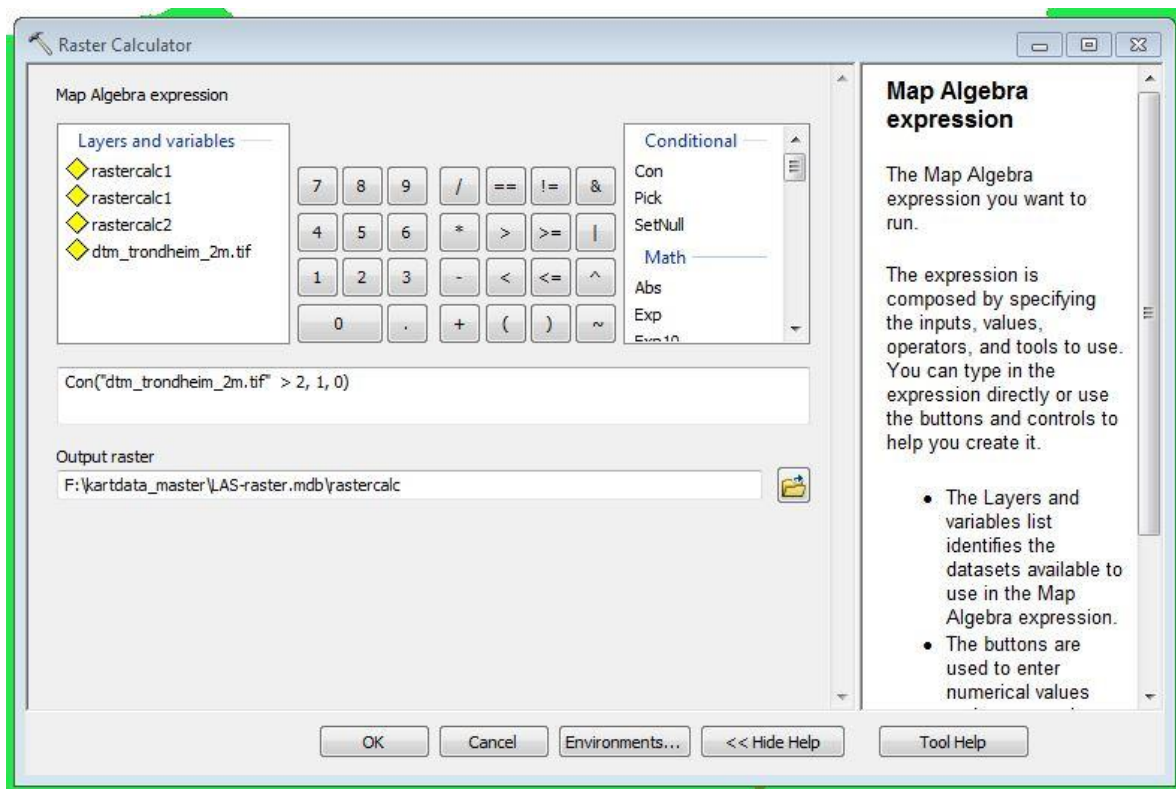 Raster Calculator
Map Algebra expression
Layers and variables
rastercalc1
rastercalc1
rastercalc2
dtm_trondheim_2m.tif
7 8 9 / == != &
4 5 6 * > >= |
1 2 3 - < <= ^
0 . + ( ) ~
Conditional
Con
Pick
SetNull
Math
Abs
Exp
Exp10
Con("dtm_trondheim_2m.tif" > 2, 1, 0)
Output raster
F:\kartdata_master\LAS-raster.mdb\rastercalc
OK Cancel Environments... << Hide Help Tool Help
Map Algebra
expression
The Map Algebra
expression you want to
run.
The expression is
composed by specifying
the inputs, values,
operators, and tools to use.
You can type in the
expression directly or use
the buttons and controls to
help you create it.
• The Layers and
variables list
identifies the
datasets available to
use in the Map
Algebra expression.
• The buttons are
used to enter
numerical values